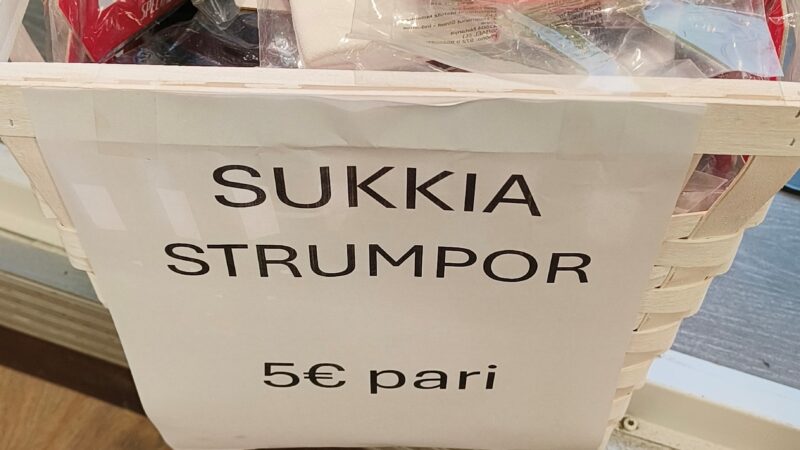 SUKKIA
STRUMPOR
5€ pari